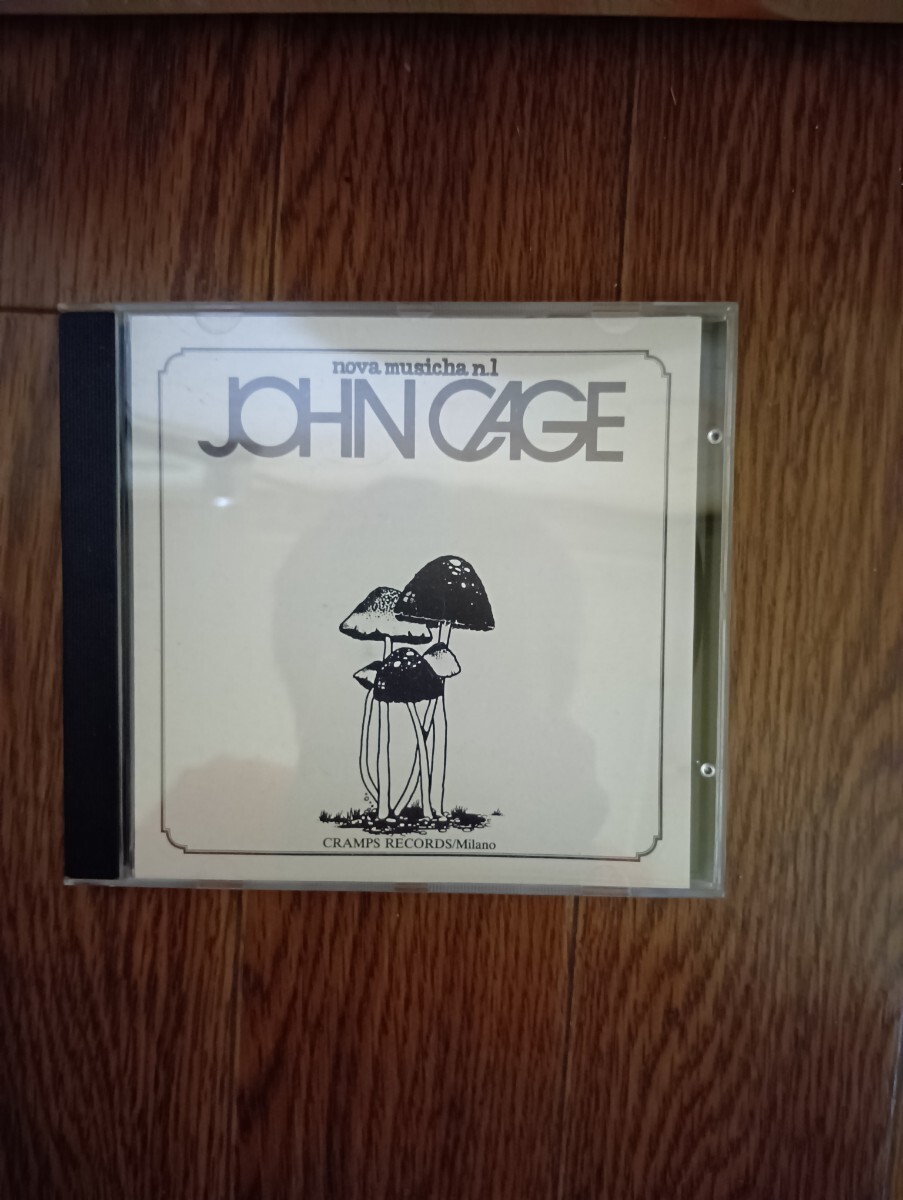 nova musicha n.1
JOHN CAGE
CRAMPS RECORDS/Milano